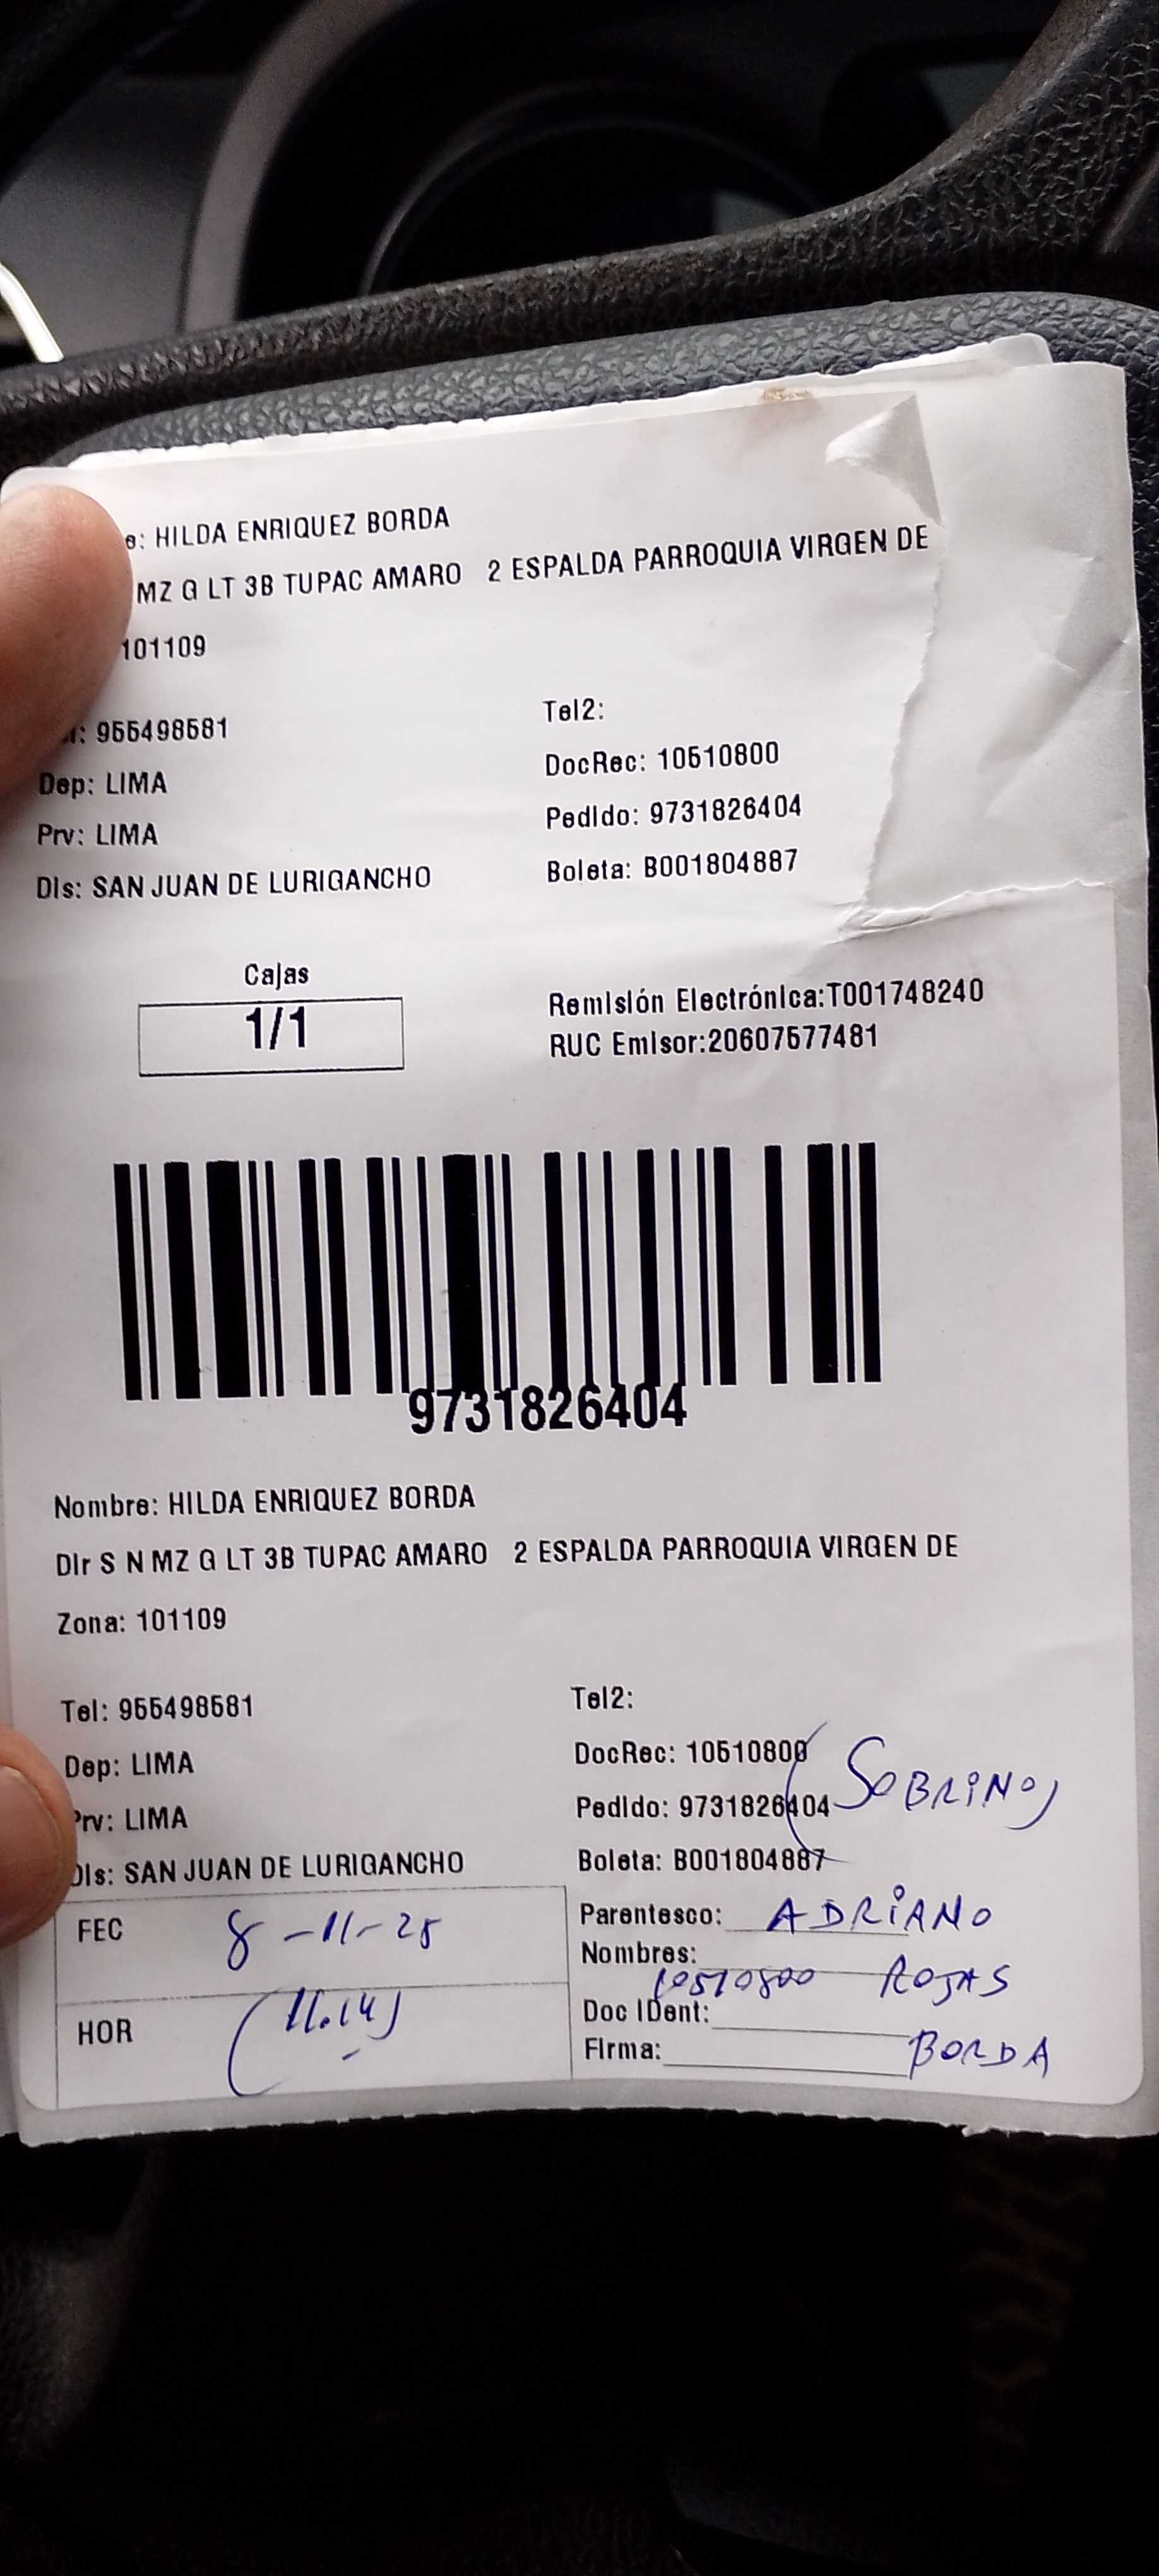 e: HILDA ENRIQUEZ BORDA
MZ G LT 3B TUPAC AMARO 2 ESPALDA PARROQUIA VIRGEN DE
101109
Tel2:
: 955498581
DocRec: 10510800
Dep: LIMA
Pedido: 9731826404
Prv: LIMA
Boleta: B001804887
Dis: SAN JUAN DE LURIGANCHO
Cajas
1/1
Remisión Electrónica:T001748240
RUC Emisor:20607577481
9731826404
Nombre: HILDA ENRIQUEZ BORDA
Dir S N MZ G LT 3B TUPAC AMARO 2 ESPALDA PARROQUIA VIRGEN DE
Zona: 101109
Tel: 955498581
Tel2:
Dep: LIMA
DocRec: 10510800
(SOBRINO)
Prv: LIMA
Pedido: 9731826404
Dis: SAN JUAN DE LURIGANCHO
Boleta: B001804887
FEC 8-11-25
Parentesco: ADRIANO
Nombres: ROJAS
10510800
Doc IDent:
HOR (11.14)
Firma: BORDA